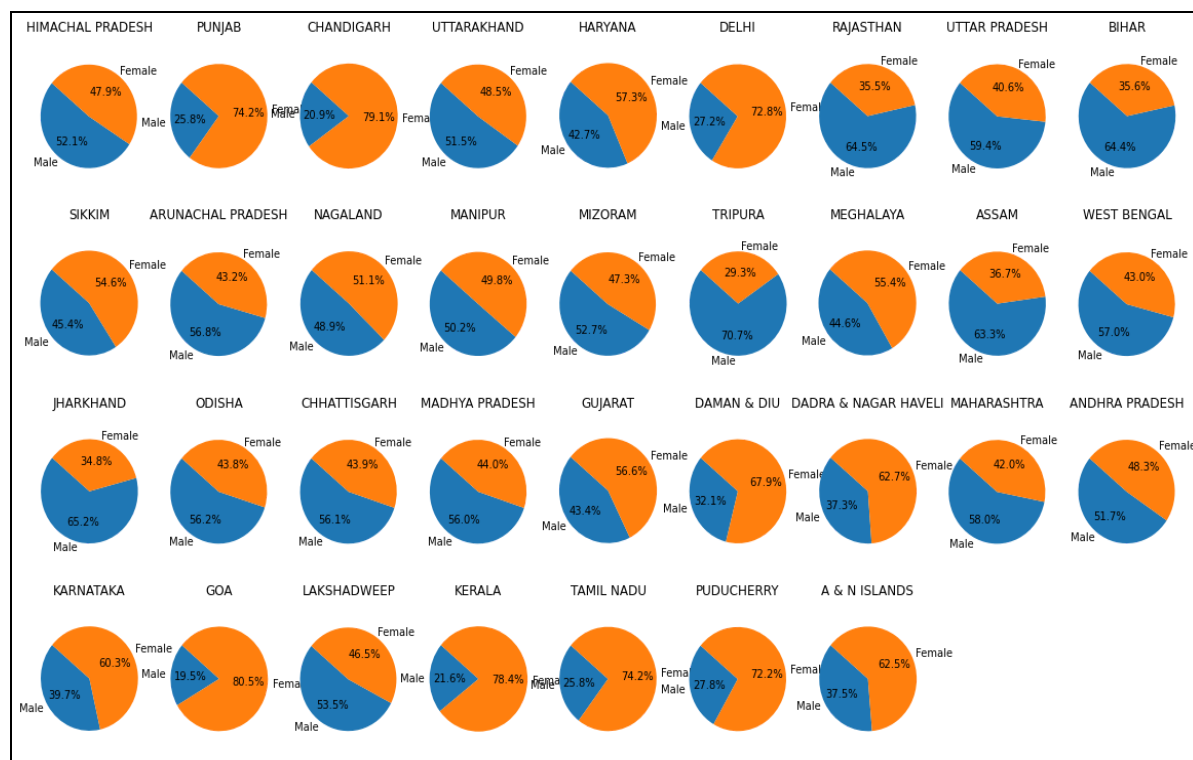 HIMACHAL PRADESH
Female
47.9%
52.1%
Male
PUNJAB
Female
74.2%
25.8%
Male
CHANDIGARH
Female
79.1%
20.9%
Male
UTTARAKHAND
Female
48.5%
51.5%
Male
HARYANA
Female
57.3%
42.7%
Male
DELHI
Female
72.8%
27.2%
Male
RAJASTHAN
Female
35.5%
64.5%
Male
UTTAR PRADESH
Female
40.6%
59.4%
Male
BIHAR
Female
35.6%
64.4%
Male
SIKKIM
Female
54.6%
45.4%
Male
ARUNACHAL PRADESH
Female
43.2%
56.8%
Male
NAGALAND
Female
51.1%
48.9%
Male
MANIPUR
Female
49.8%
50.2%
Male
MIZORAM
Female
47.3%
52.7%
Male
TRIPURA
Female
29.3%
70.7%
Male
MEGHALAYA
Female
55.4%
44.6%
Male
ASSAM
Female
36.7%
63.3%
Male
WEST BENGAL
Female
43.0%
57.0%
Male
JHARKHAND
Female
34.8%
65.2%
Male
ODISHA
Female
43.8%
56.2%
Male
CHHATTISGARH
Female
43.9%
56.1%
Male
MADHYA PRADESH
Female
44.0%
56.0%
Male
GUJARAT
Female
56.6%
43.4%
Male
DAMAN & DIU
Female
67.9%
32.1%
Male
DADRA & NAGAR HAVELI
Female
62.7%
37.3%
Male
MAHARASHTRA
Female
42.0%
58.0%
Male
ANDHRA PRADESH
Female
48.3%
51.7%
Male
KARNATAKA
Female
60.3%
39.7%
Male
GOA
Female
80.5%
19.5%
Male
LAKSHADWEEP
Female
46.5%
53.5%
Male
KERALA
Female
78.4%
21.6%
Male
TAMIL NADU
Female
74.2%
25.8%
Male
PUDUCHERRY
Female
72.2%
27.8%
Male
A & N ISLANDS
Female
62.5%
37.5%
Male